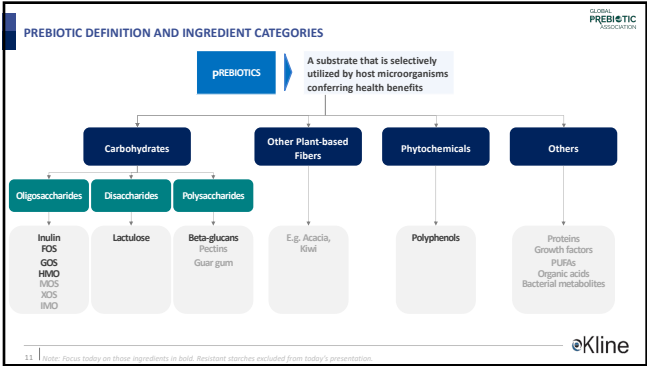 GLOBAL
PREBIOTIC
ASSOCIATION
PREBIOTIC DEFINITION AND INGREDIENT CATEGORIES
PREBIOTICS
A substrate that is selectively
utilized by host microorganisms
conferring health benefits
Carbohydrates
Other Plant-based
Fibers
Phytochemicals
Others
Oligosaccharides
Disaccharides
Polysaccharides
Inulin
FOS
GOS
HMO
MOS
XOS
IMO
Lactulose
Beta-glucans
Pectins
Guar gum
E.g. Acacia,
Kiwi
Polyphenols
Proteins
Growth factors
PUFAs
Organic acids
Bacterial metabolites
11
Note: Focus today on those ingredients in bold. Resistant starches excluded from today's presentation.
Kline